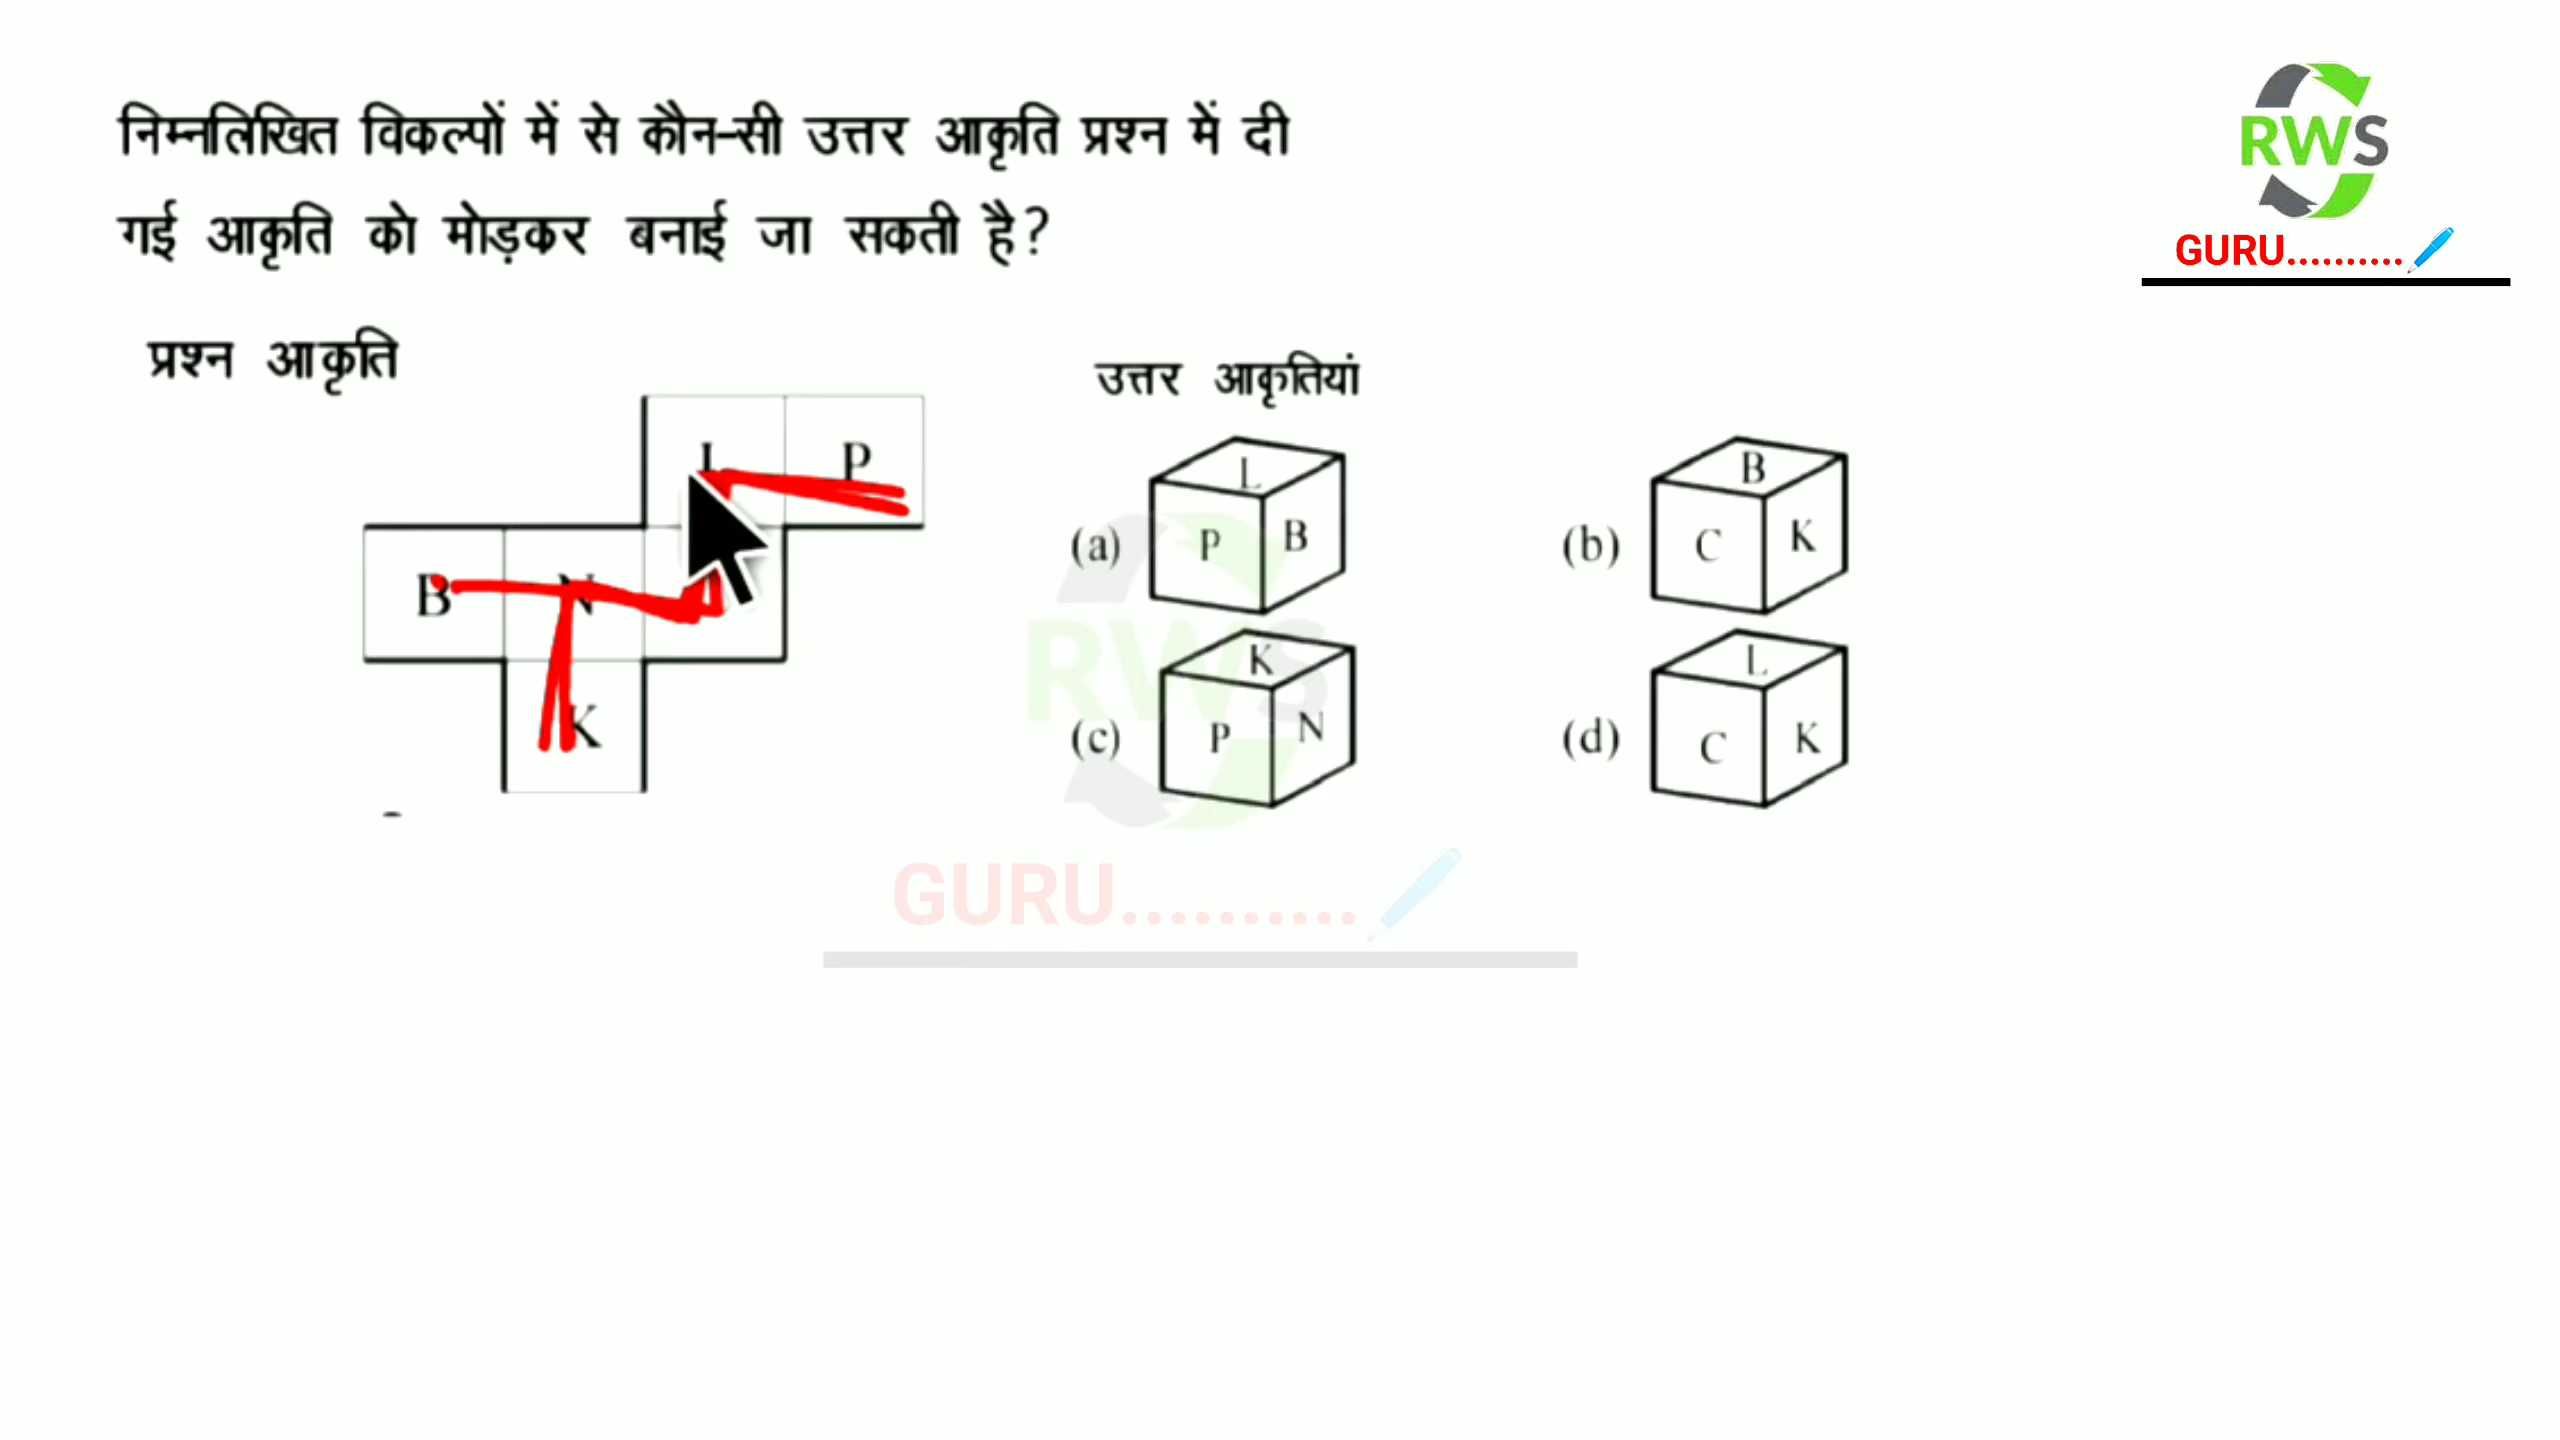 निम्नलिखित विकल्पों में से कौन-सी उत्तर आकृति प्रश्न में दी
गई आकृति को मोड़कर बनाई जा सकती है?
RWS
GURU..........
प्रश्न आकृति
उत्तर आकृतियां
P
B N
K
(a) L P B
(b) B C K
(c) K P N
(d) L C K
RWS
GURU..........